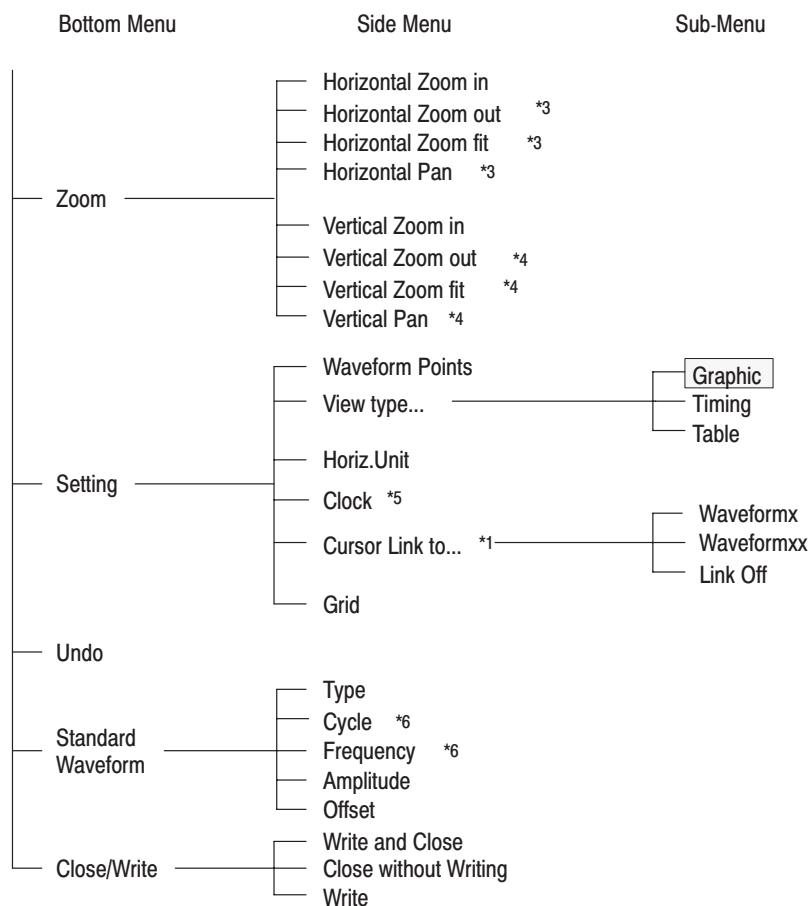 Bottom Menu Side Menu Sub-Menu
Horizontal Zoom in
Horizontal Zoom out *3
Horizontal Zoom fit *3
Horizontal Pan *3
Zoom
Vertical Zoom in
Vertical Zoom out *4
Vertical Zoom fit *4
Vertical Pan *4
Waveform Points
Graphic
View type...
Timing
Table
Horiz.Unit
Setting
Clock *5
Waveformx
Cursor Link to... *1
Waveformxx
Link Off
Grid
Undo
Type
Cycle *6
Standard
Waveform
Frequency *6
Amplitude
Offset
Write and Close
Close/Write
Close without Writing
Write